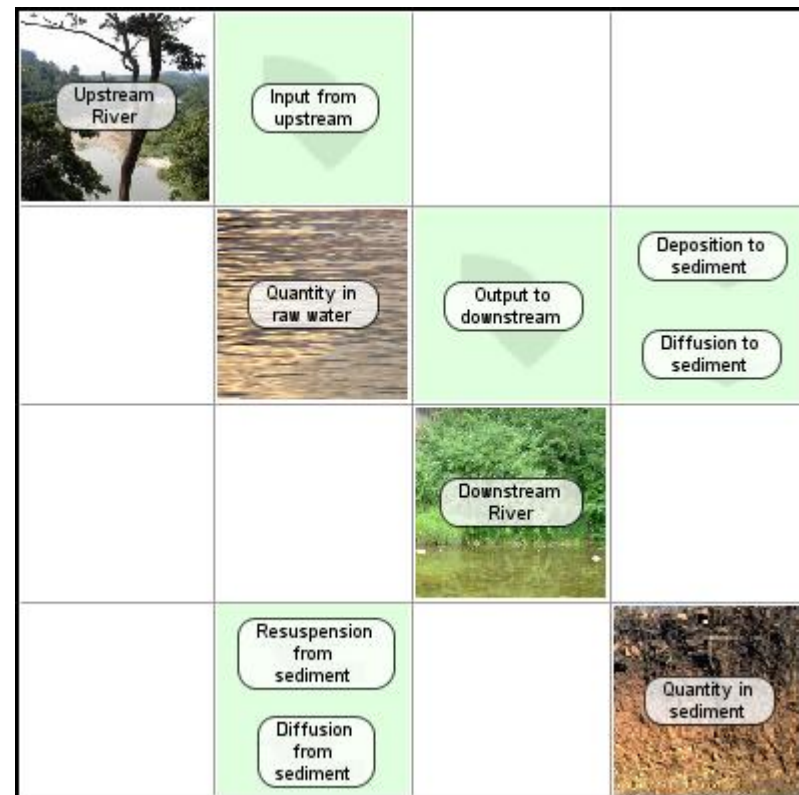 Upstream
River
Input from
upstream
Quantity in
raw water
Output to
downstream
Deposition to
sediment
Diffusion to
sediment
Downstream
River
Resuspension
from
sediment
Diffusion
from
sediment
Quantity in
sediment